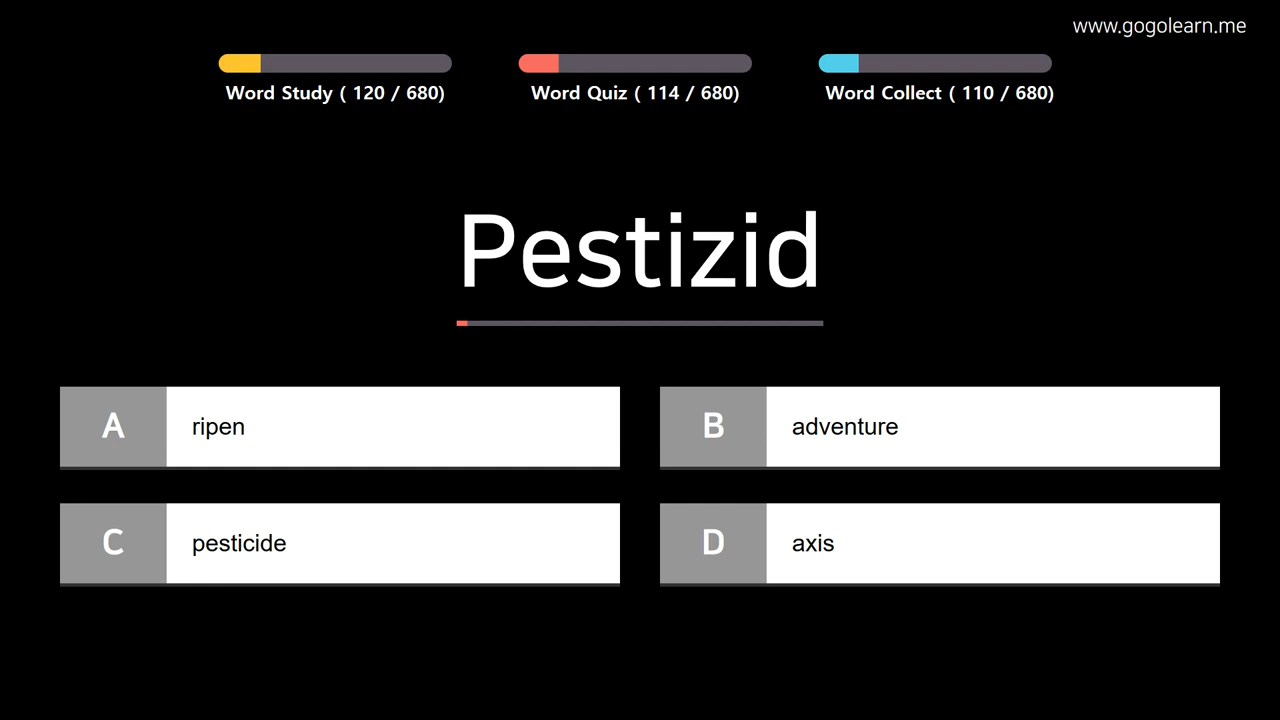 www.gogolearn.me
Word Study ( 120 / 680)
Word Quiz ( 114 / 680)
Word Collect ( 110 / 680)
Pestizid
A ripen
B adventure
C pesticide
D axis